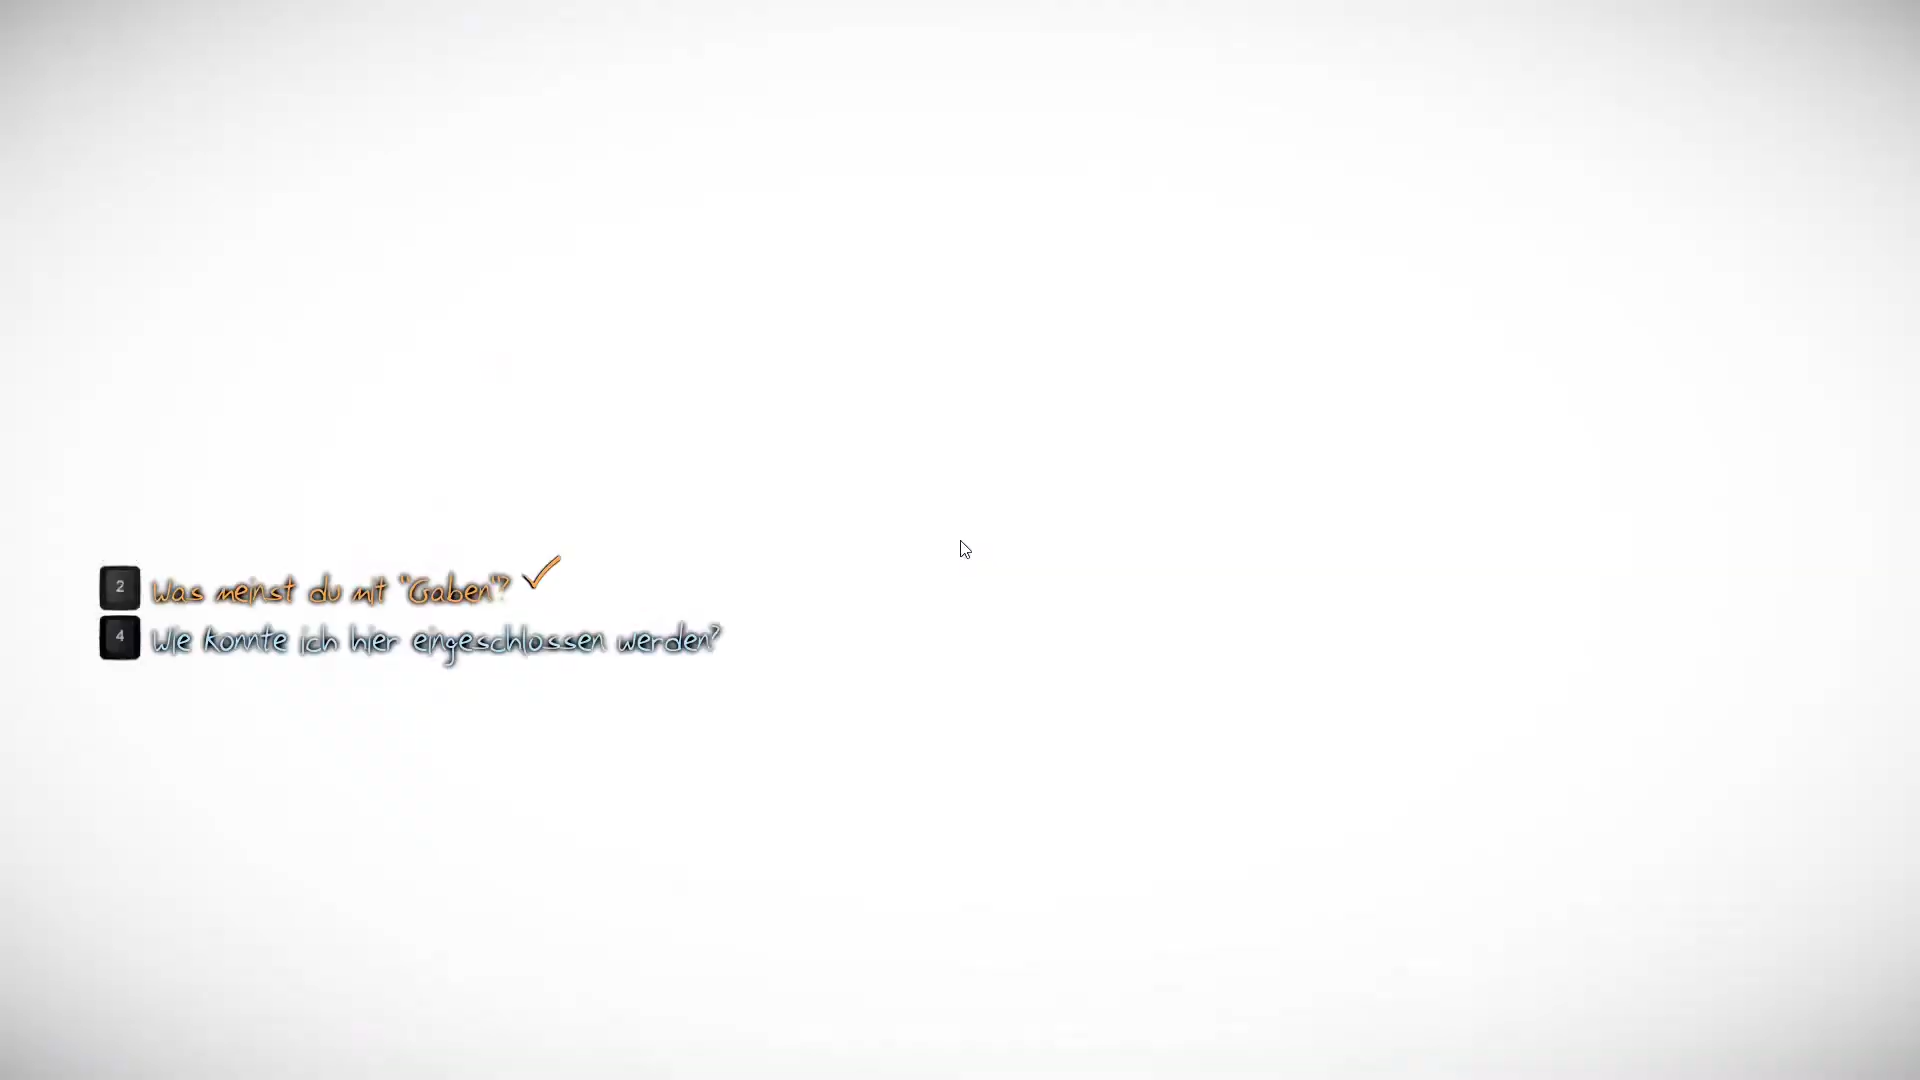 2 Was meinst du mit "Gaben"?
4 Wie konnte ich hier eingeschlossen werden?